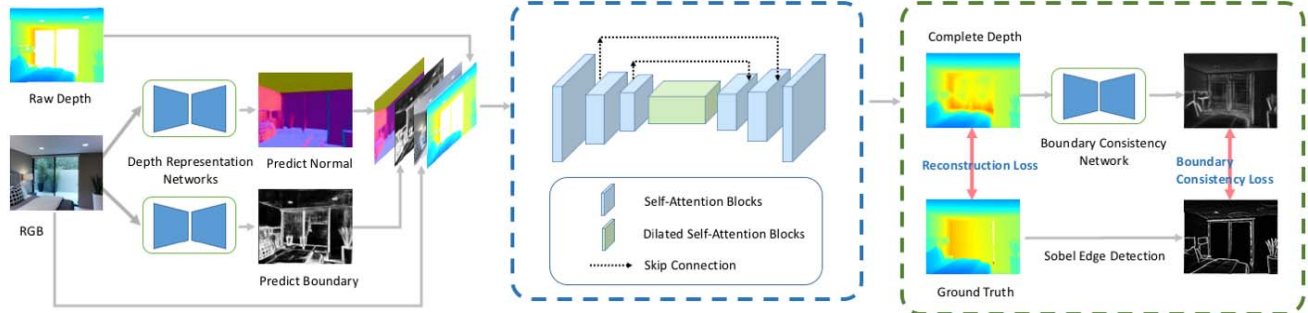 Raw Depth
RGB
Depth Representation
Networks
Predict Normal
Predict Boundary
Self-Attention Blocks
Dilated Self-Attention Blocks
Skip Connection
Complete Depth
Boundary Consistency
Network
Reconstruction Loss
Boundary
Consistency Loss
Sobel Edge Detection
Ground Truth